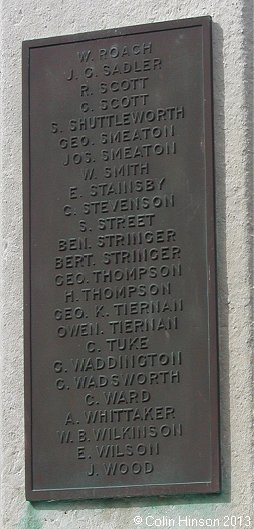 W. ROACH
J. G. SADLER
R. SCOTT
G. SCOTT
S. SHUTTLEWORTH
GEO. SMEATON
JOS. SMEATON
W. SMITH
E. STAINSBY
C. STEVENSON
S. STREET
BEN. STRINGER
BERT. STRINGER
GEO. THOMPSON
H. THOMPSON
GEO. K. TIERNAN
OWEN. TIERNAN
C. TUKE
G. WADDINGTON
G. WADSWORTH
C. WARD
A. WHITTAKER
W. B. WILKINSON
E. WILSON
J. WOOD
© Colin Hinson 2013